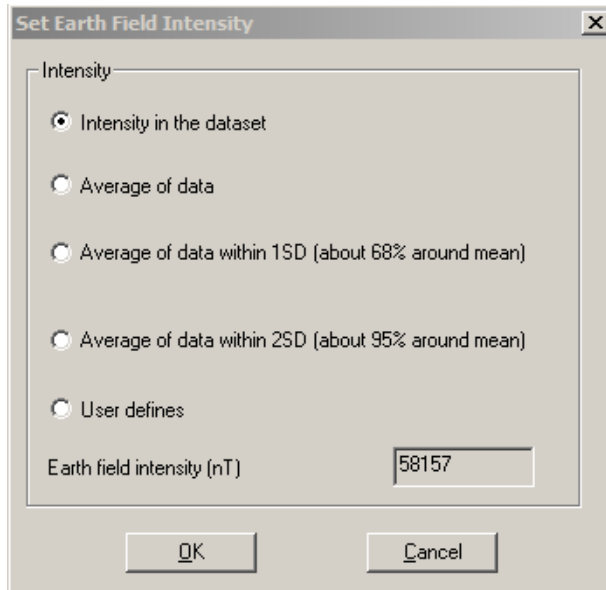 Set Earth Field Intensity
Intensity
Intensity in the dataset
Average of data
Average of data within 1SD (about 68% around mean)
Average of data within 2SD (about 95% around mean)
User defines
Earth field intensity (nT) 58157
OK Cancel